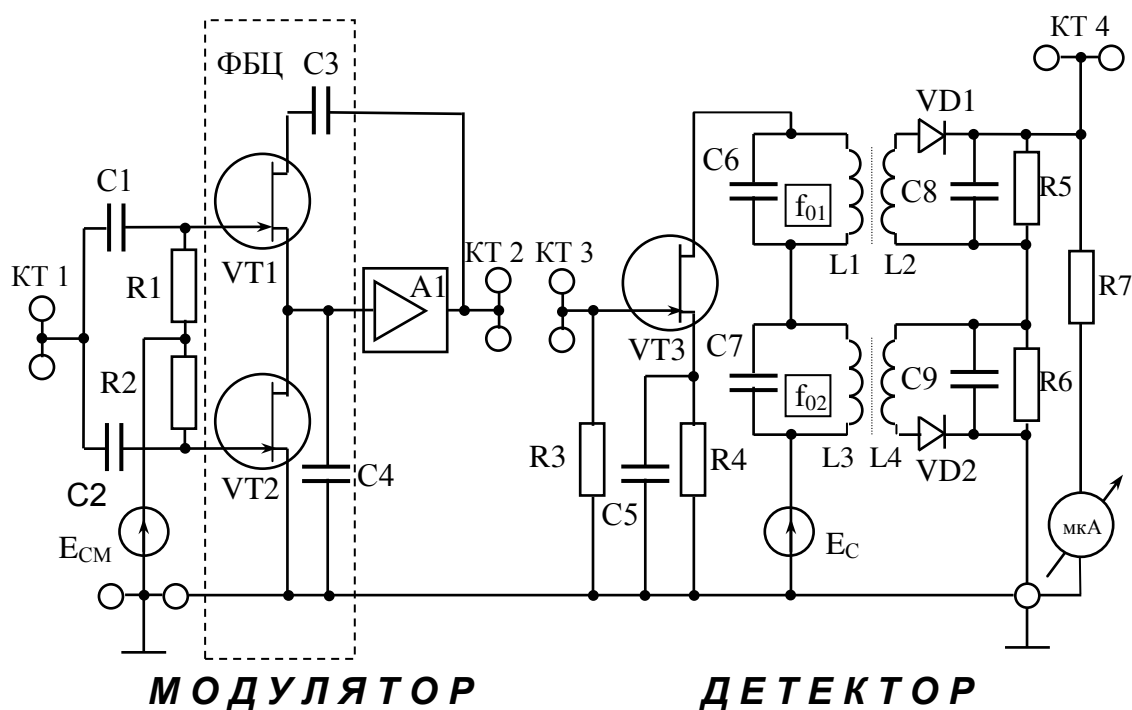 КТ 4
ФБЦ
C3
VD1
C1
C6
f01
C8
R5
КТ 1
R1
VT1
A1
КТ 2
КТ 3
L1
L2
R7
R2
VT3
C7
f02
C9
R6
C2
VT2
C4
R3
C5
R4
L3
L4
VD2
EСМ
EС
мкА
МОДУЛЯТОР
ДЕТЕКТОР